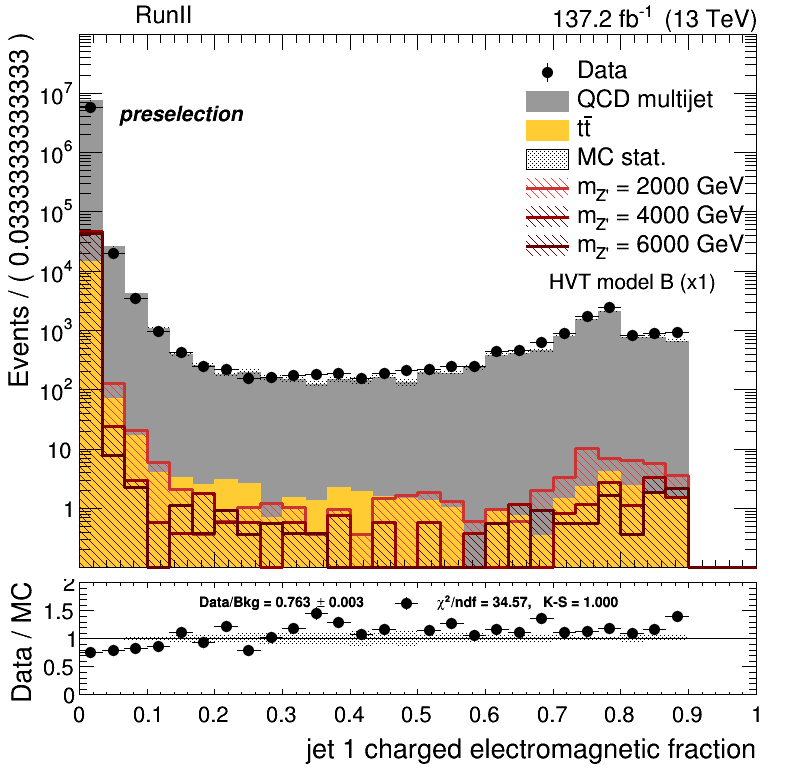 RunII 137.2 fb⁻¹ (13 TeV)
Events / ( 0.0333333333333333 )
10⁷
10⁶
10⁵
10⁴
10³
10²
10
1
preselection
Data
QCD multijet
tt̄
MC stat.
m_Z' = 2000 GeV
m_Z' = 4000 GeV
m_Z' = 6000 GeV
HVT model B (x1)
Data / MC
2
1.5
1
0.5
0
Data/Bkg = 0.763 ± 0.003 χ²/ndf = 34.57, K-S = 1.000
0 0.1 0.2 0.3 0.4 0.5 0.6 0.7 0.8 0.9 1
jet 1 charged electromagnetic fraction